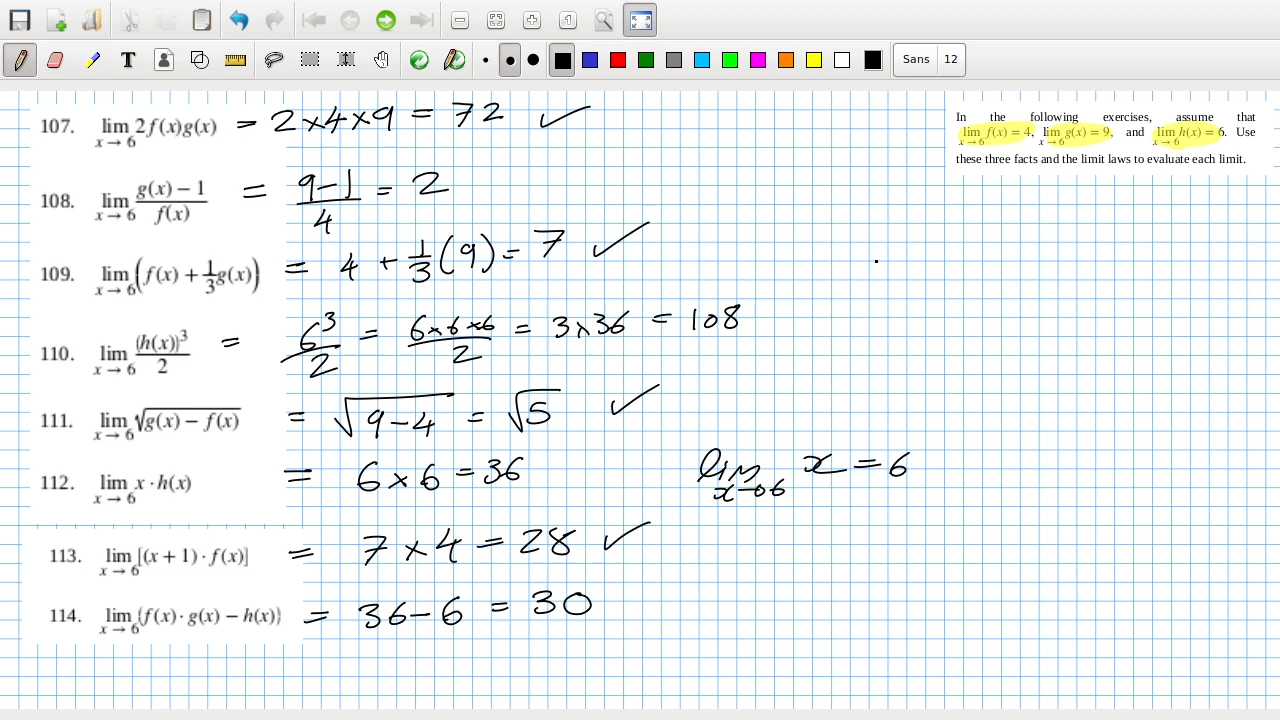 T
Sans 12
107. lim x → 6 2f(x)g(x) = 2×4×9 = 72 ✓
108. lim x → 6 (g(x) − 1)/f(x) = (9−1)/4 = 2
109. lim x → 6 (f(x) + 1/3 g(x)) = 4 + 1/3 (9) = 7 ✓
110. lim x → 6 (h(x))³/2 = 6³/2 = (6×6×6)/2 = 3×36 = 108
111. lim x → 6 √(g(x) − f(x)) = √(9−4) = √5 ✓
112. lim x → 6 x · h(x) = 6×6 = 36
lim x→6 x = 6
113. lim x → 6 [(x + 1) · f(x)] = 7×4 = 28 ✓
114. lim x → 6 (f(x) · g(x) − h(x)) = 36−6 = 30
In the following exercises, assume that
lim x→6 f(x) = 4, lim x→6 g(x) = 9, and lim x→6 h(x) = 6. Use
these three facts and the limit laws to evaluate each limit.